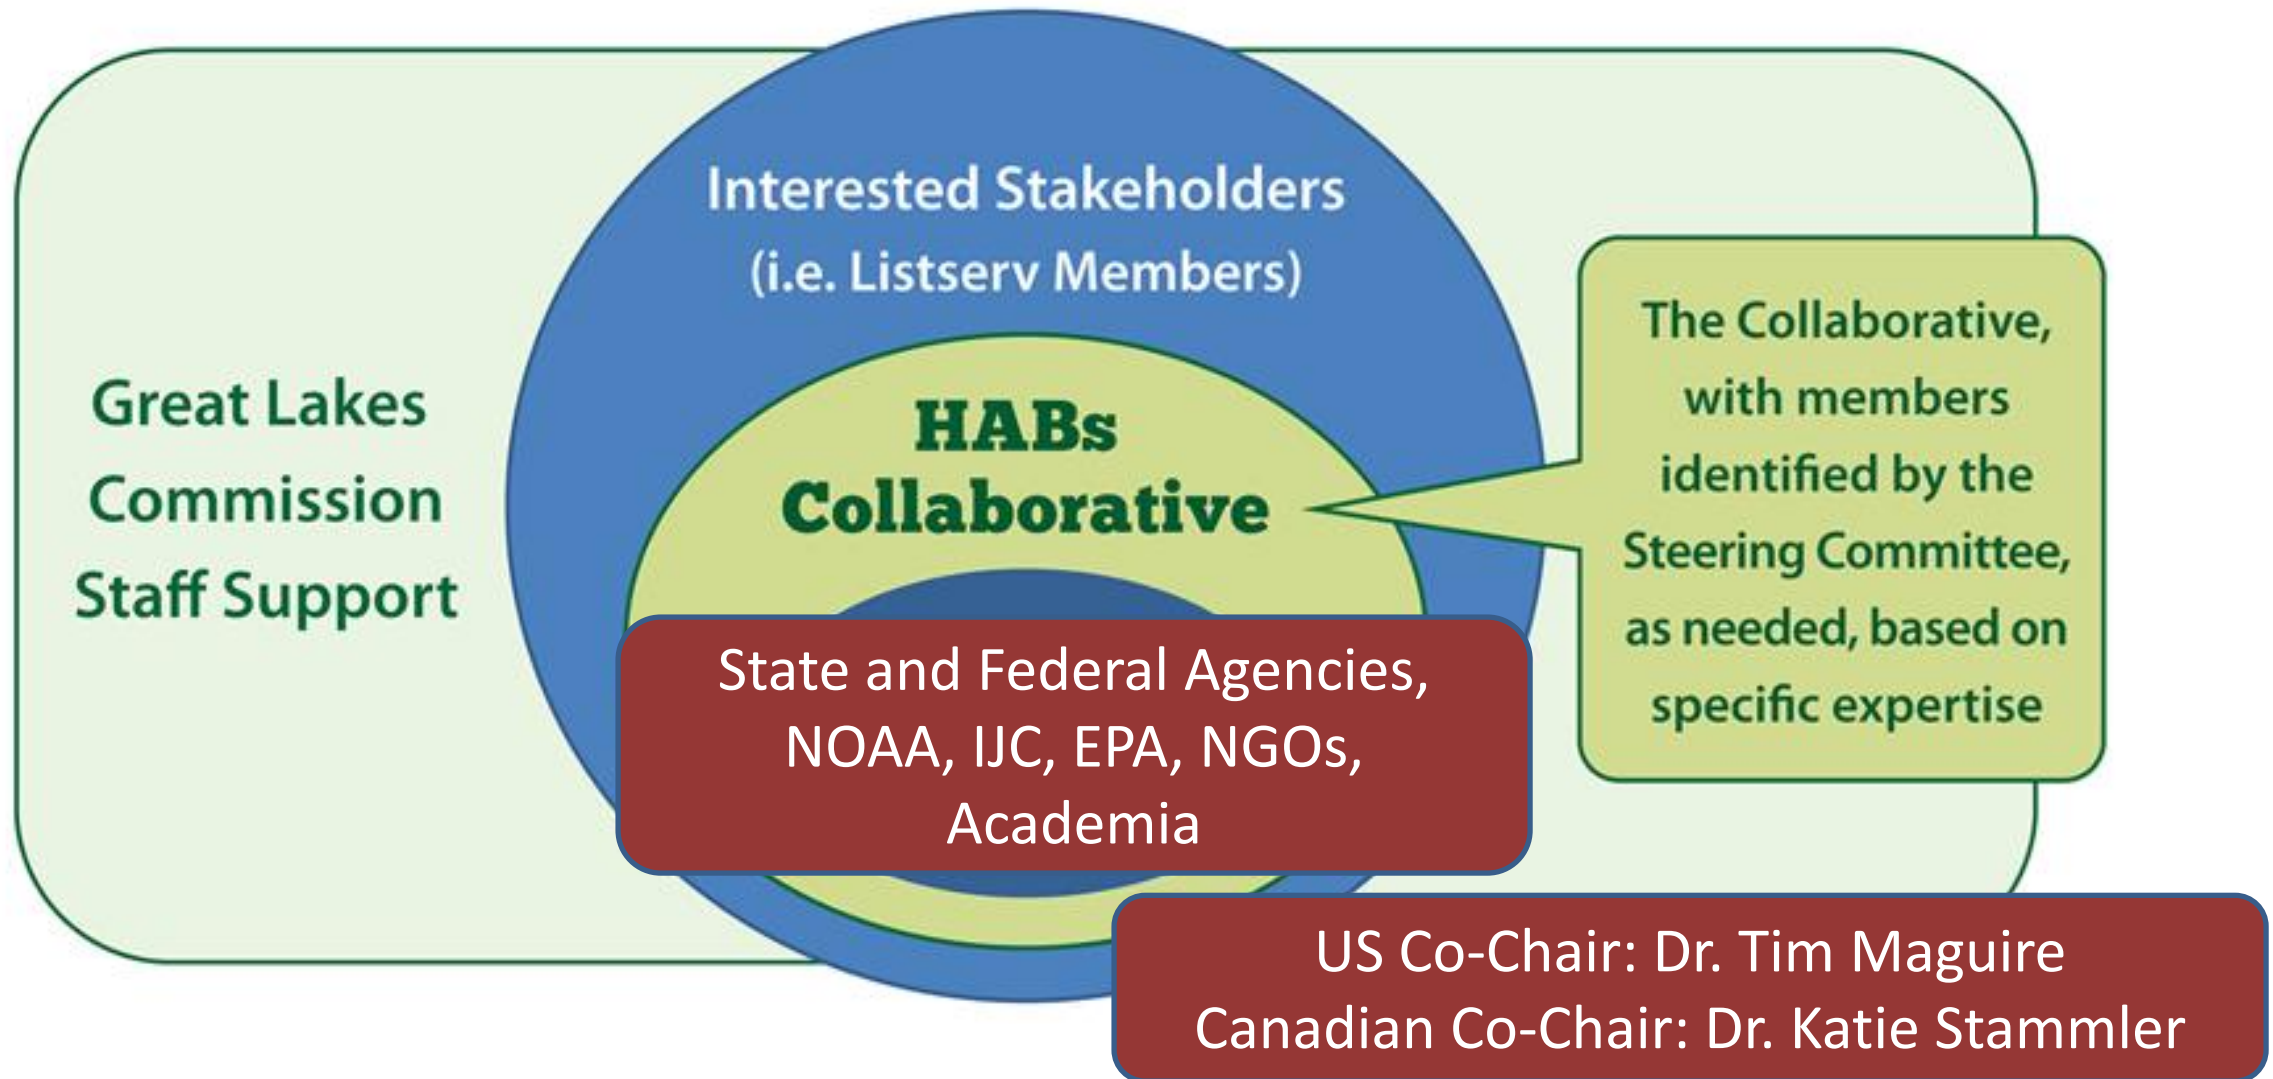 Interested Stakeholders
(i.e. Listserv Members)
Great Lakes
Commission
Staff Support
HABs
Collaborative
The Collaborative,
with members
identified by the
Steering Committee,
as needed, based on
specific expertise
State and Federal Agencies,
NOAA, IJC, EPA, NGOs,
Academia
US Co-Chair: Dr. Tim Maguire
Canadian Co-Chair: Dr. Katie Stammler